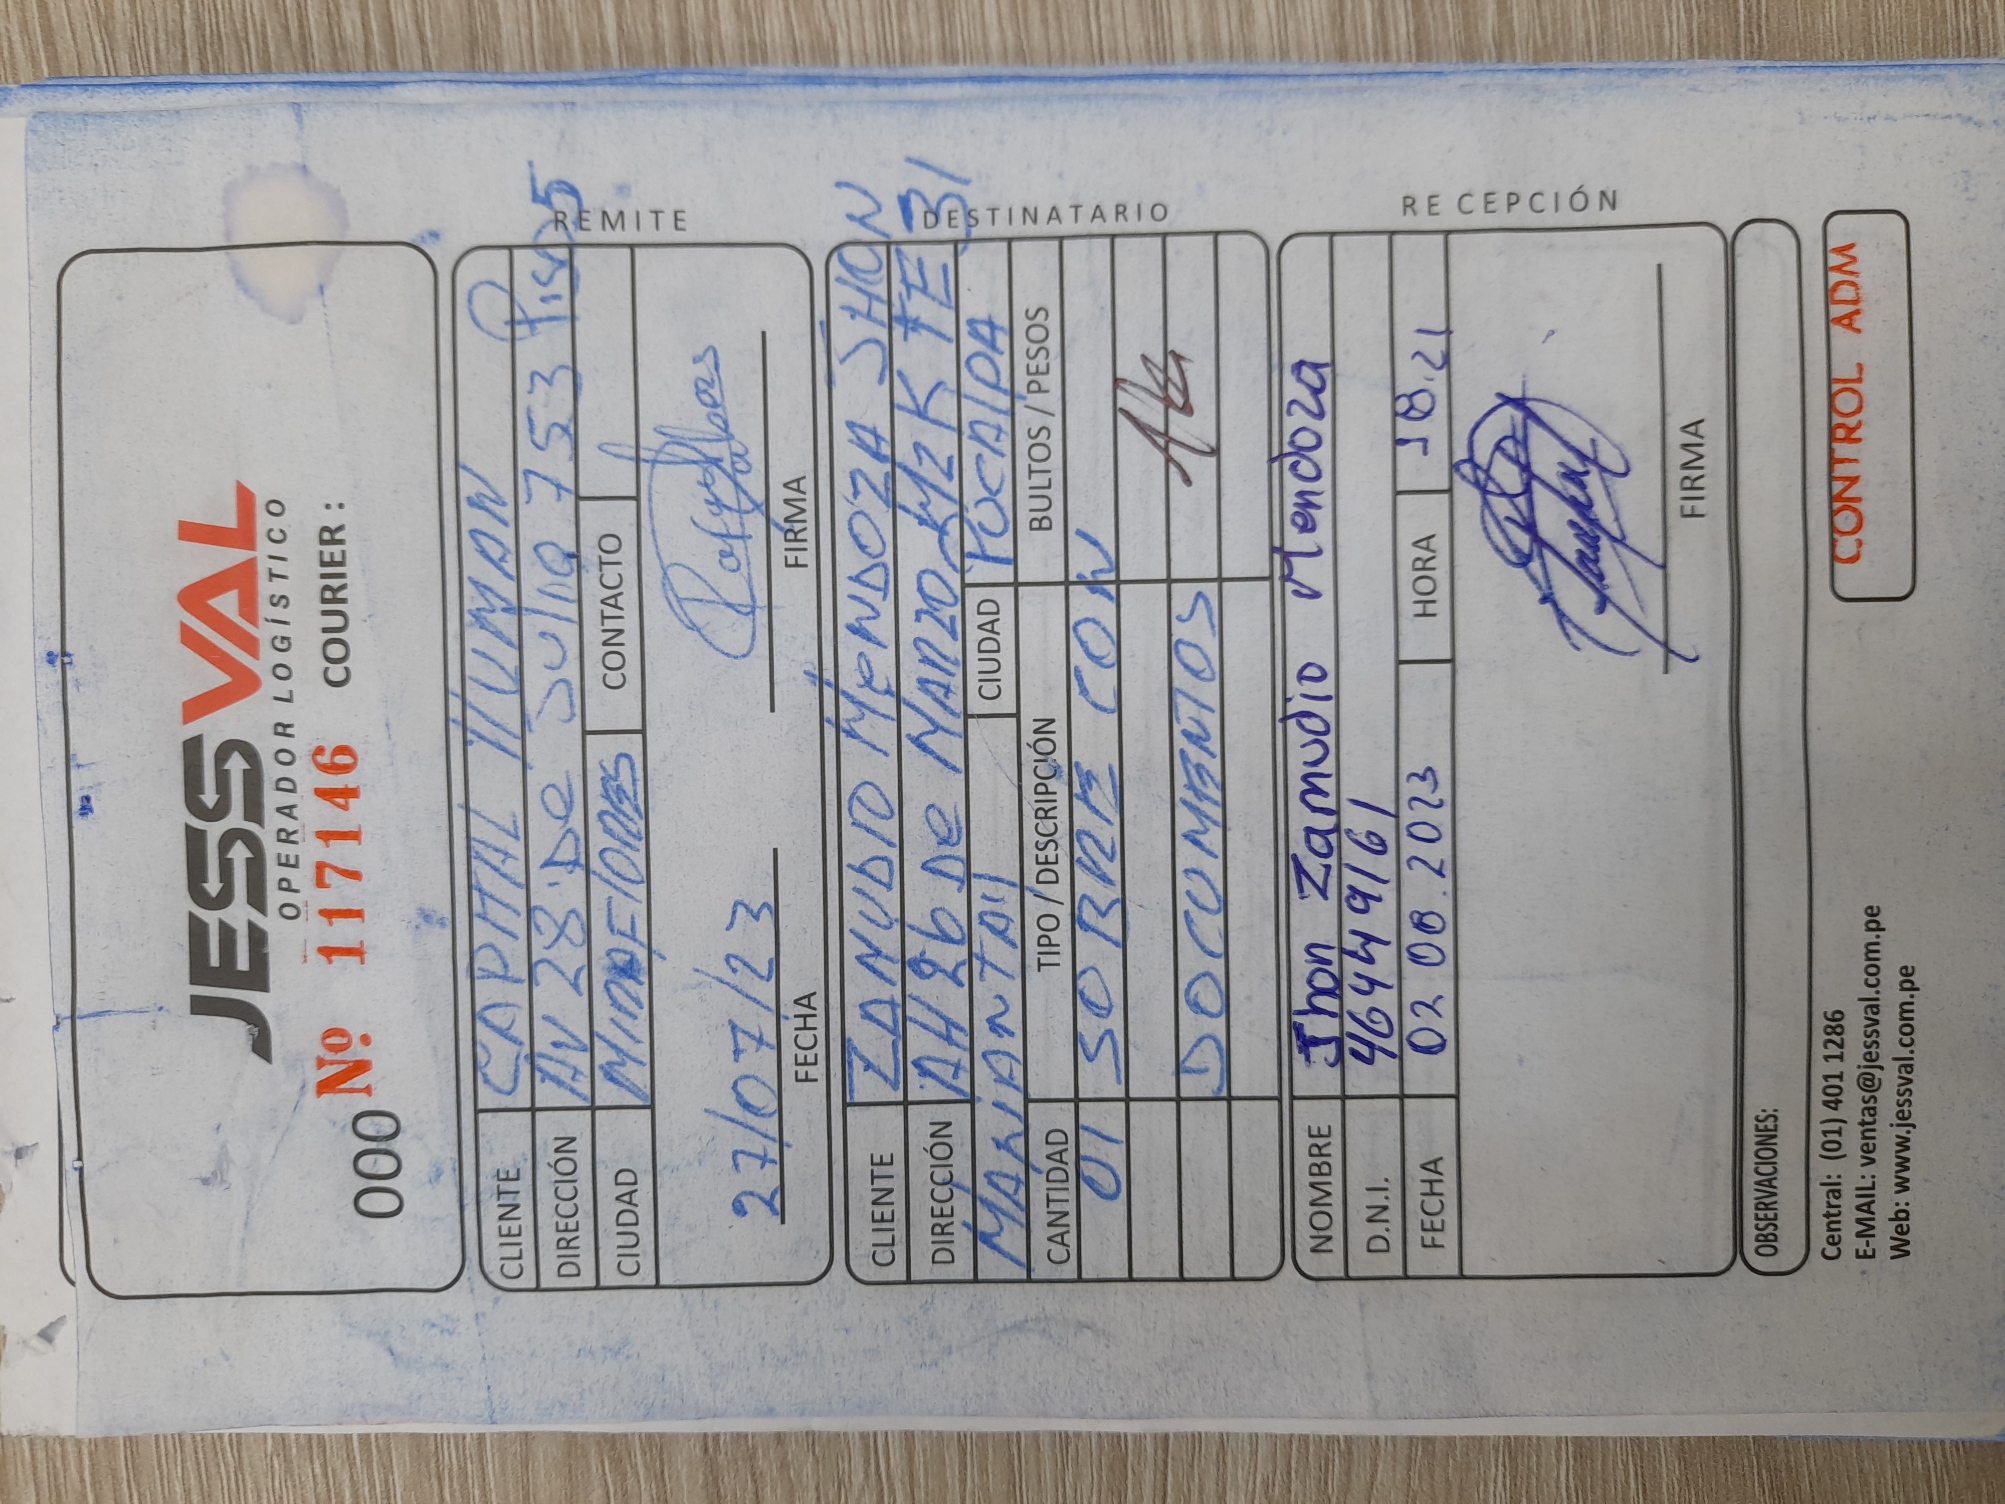 JESSVAL
OPERADOR LOGÍSTICO
000 Nº 117146 COURIER :
CLIENTE CAPITAL HUMAN
DIRECCIÓN AV 28 De Julio 753 Piso 5
CIUDAD MIRAFLORES CONTACTO
REMITE
27/07/23
FECHA FIRMA
CLIENTE ZANUDIO MeNDOZA JHON
DIRECCIÓN AH 26 De MARZO MzK TE 31
MANANTAY CIUDAD PUCALPA
CANTIDAD TIPO / DESCRIPCIÓN BULTOS / PESOS
01 SOBRE CON
DOCUMENTOS
DESTINATARIO
NOMBRE Jhon Zamudio Mendoza
D.N.I. 46449161
FECHA 02 08.2023 HORA 18.21
RECEPCIÓN
FIRMA
OBSERVACIONES:
Central: (01) 401 1286
E-MAIL: ventas@jessval.com.pe
Web: www.jessval.com.pe
CONTROL ADM